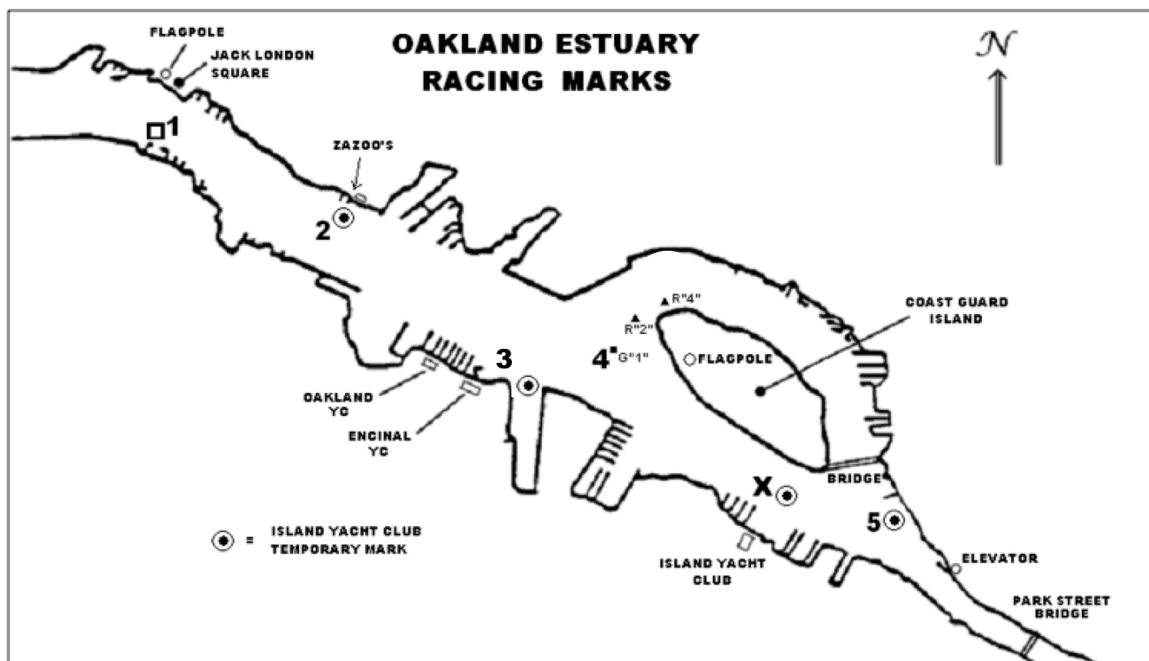 OAKLAND ESTUARY
RACING MARKS
N
FLAGPOLE
JACK LONDON
SQUARE
1
ZAZOO'S
2
R"4"
R"2"
COAST GUARD
ISLAND
3
4
G"1"
FLAGPOLE
OAKLAND
YC
ENCINAL
YC
BRIDGE
X
5
= ISLAND YACHT CLUB
TEMPORARY MARK
ISLAND YACHT
CLUB
ELEVATOR
PARK STREET
BRIDGE